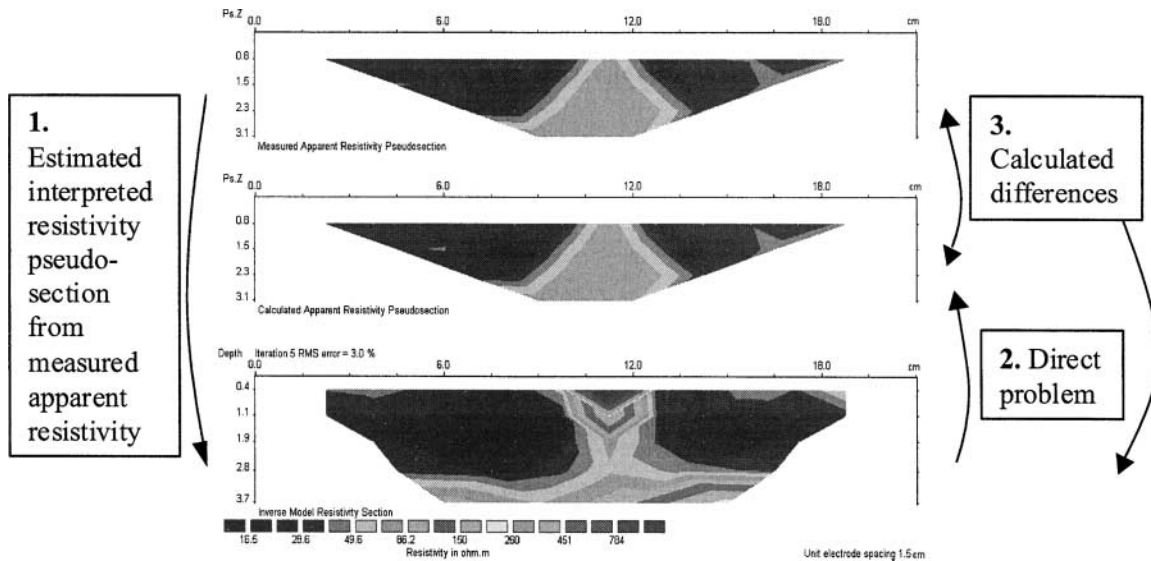 1.
Estimated
interpreted
resistivity
pseudo-
section
from
measured
apparent
resistivity
Ps.Z 0.0 6.0 12.0 18.0 cm
0.8
1.5
2.3
3.1
Measured Apparent Resistivity Pseudosection
Ps.Z 0.0 6.0 12.0 18.0 cm
0.8
1.5
2.3
3.1
Calculated Apparent Resistivity Pseudosection
Depth Iteration 5 RMS error = 3.0 %
0.0 6.0 12.0 18.0 cm
0.4
1.1
1.9
2.8
3.7
Inverse Model Resistivity Section
16.5 28.6 49.6 86.2 150 260 451 784
Resistivity in ohm.m
Unit electrode spacing 1.5cm
3.
Calculated
differences
2. Direct
problem